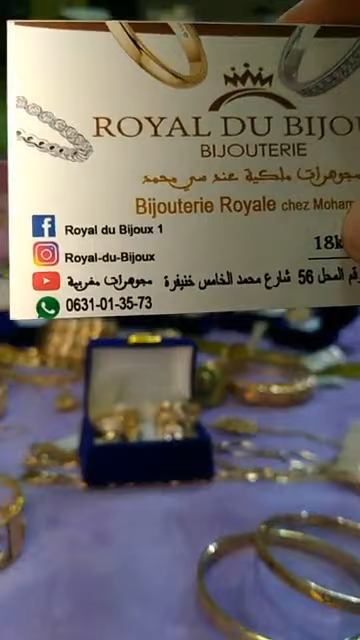 ROYAL DU BIJOU
BIJOUTERIE
مجوهرات ملكية عند سي محمد
Bijouterie Royale chez Moham
18k
Royal du Bijoux 1
Royal-du-Bijoux
مجوهرات مغربية
رقم المحل 56 شارع محمد الخامس خنيفرة
0631-01-35-73